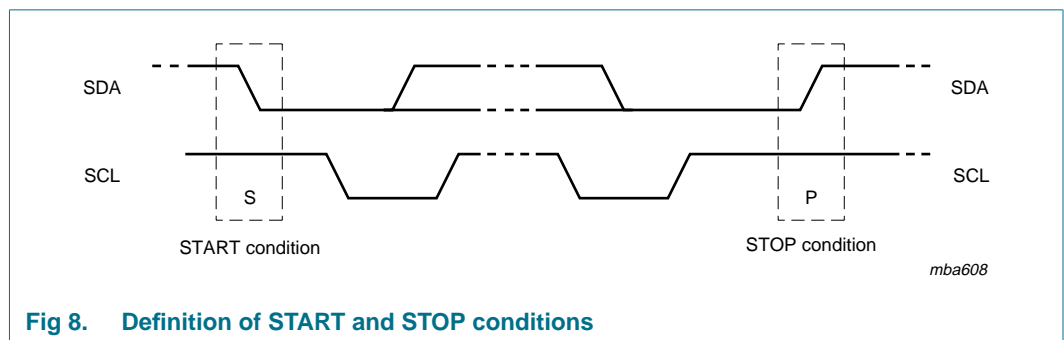 SDA SDA
SCL SCL
S P
START condition STOP condition
mba608
Fig 8. Definition of START and STOP conditions